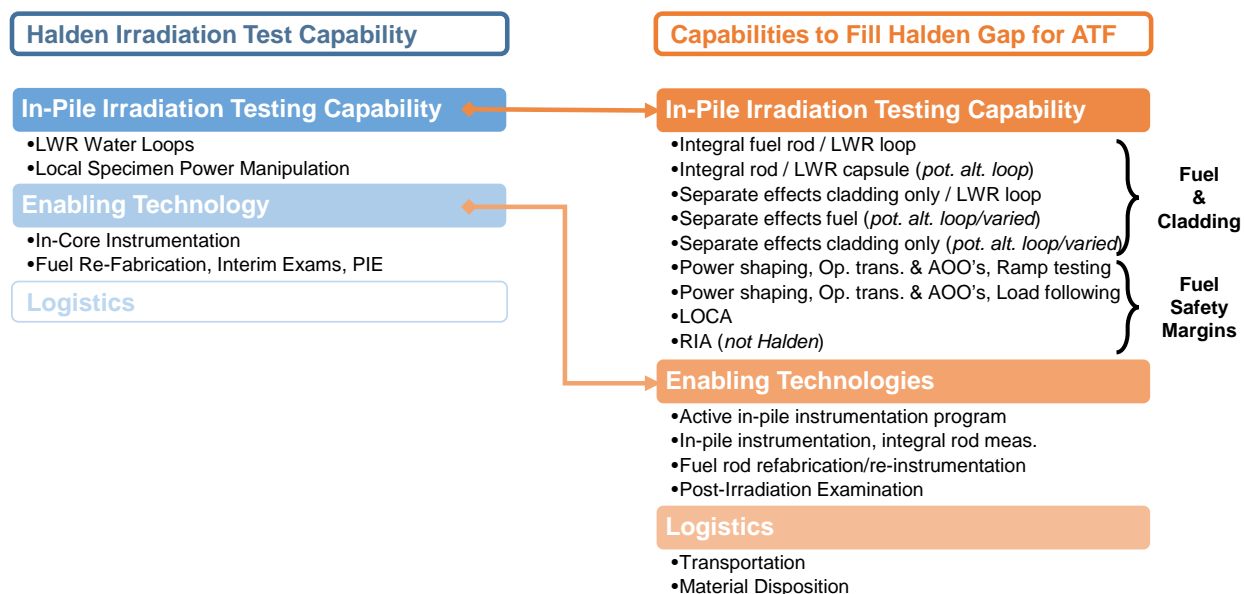 Halden Irradiation Test Capability
In-Pile Irradiation Testing Capability
•LWR Water Loops
•Local Specimen Power Manipulation
Enabling Technology
•In-Core Instrumentation
•Fuel Re-Fabrication, Interim Exams, PIE
Logistics
Capabilities to Fill Halden Gap for ATF
In-Pile Irradiation Testing Capability
•Integral fuel rod / LWR loop
•Integral rod / LWR capsule (pot. alt. loop)
•Separate effects cladding only / LWR loop
•Separate effects fuel (pot. alt. loop/varied)
•Separate effects cladding only (pot. alt. loop/varied)
•Power shaping, Op. trans. & AOO's, Ramp testing
•Power shaping, Op. trans. & AOO's, Load following
•LOCA
•RIA (not Halden)
Fuel
&
Cladding
Fuel
Safety
Margins
Enabling Technologies
•Active in-pile instrumentation program
•In-pile instrumentation, integral rod meas.
•Fuel rod refabrication/re-instrumentation
•Post-Irradiation Examination
Logistics
•Transportation
•Material Disposition